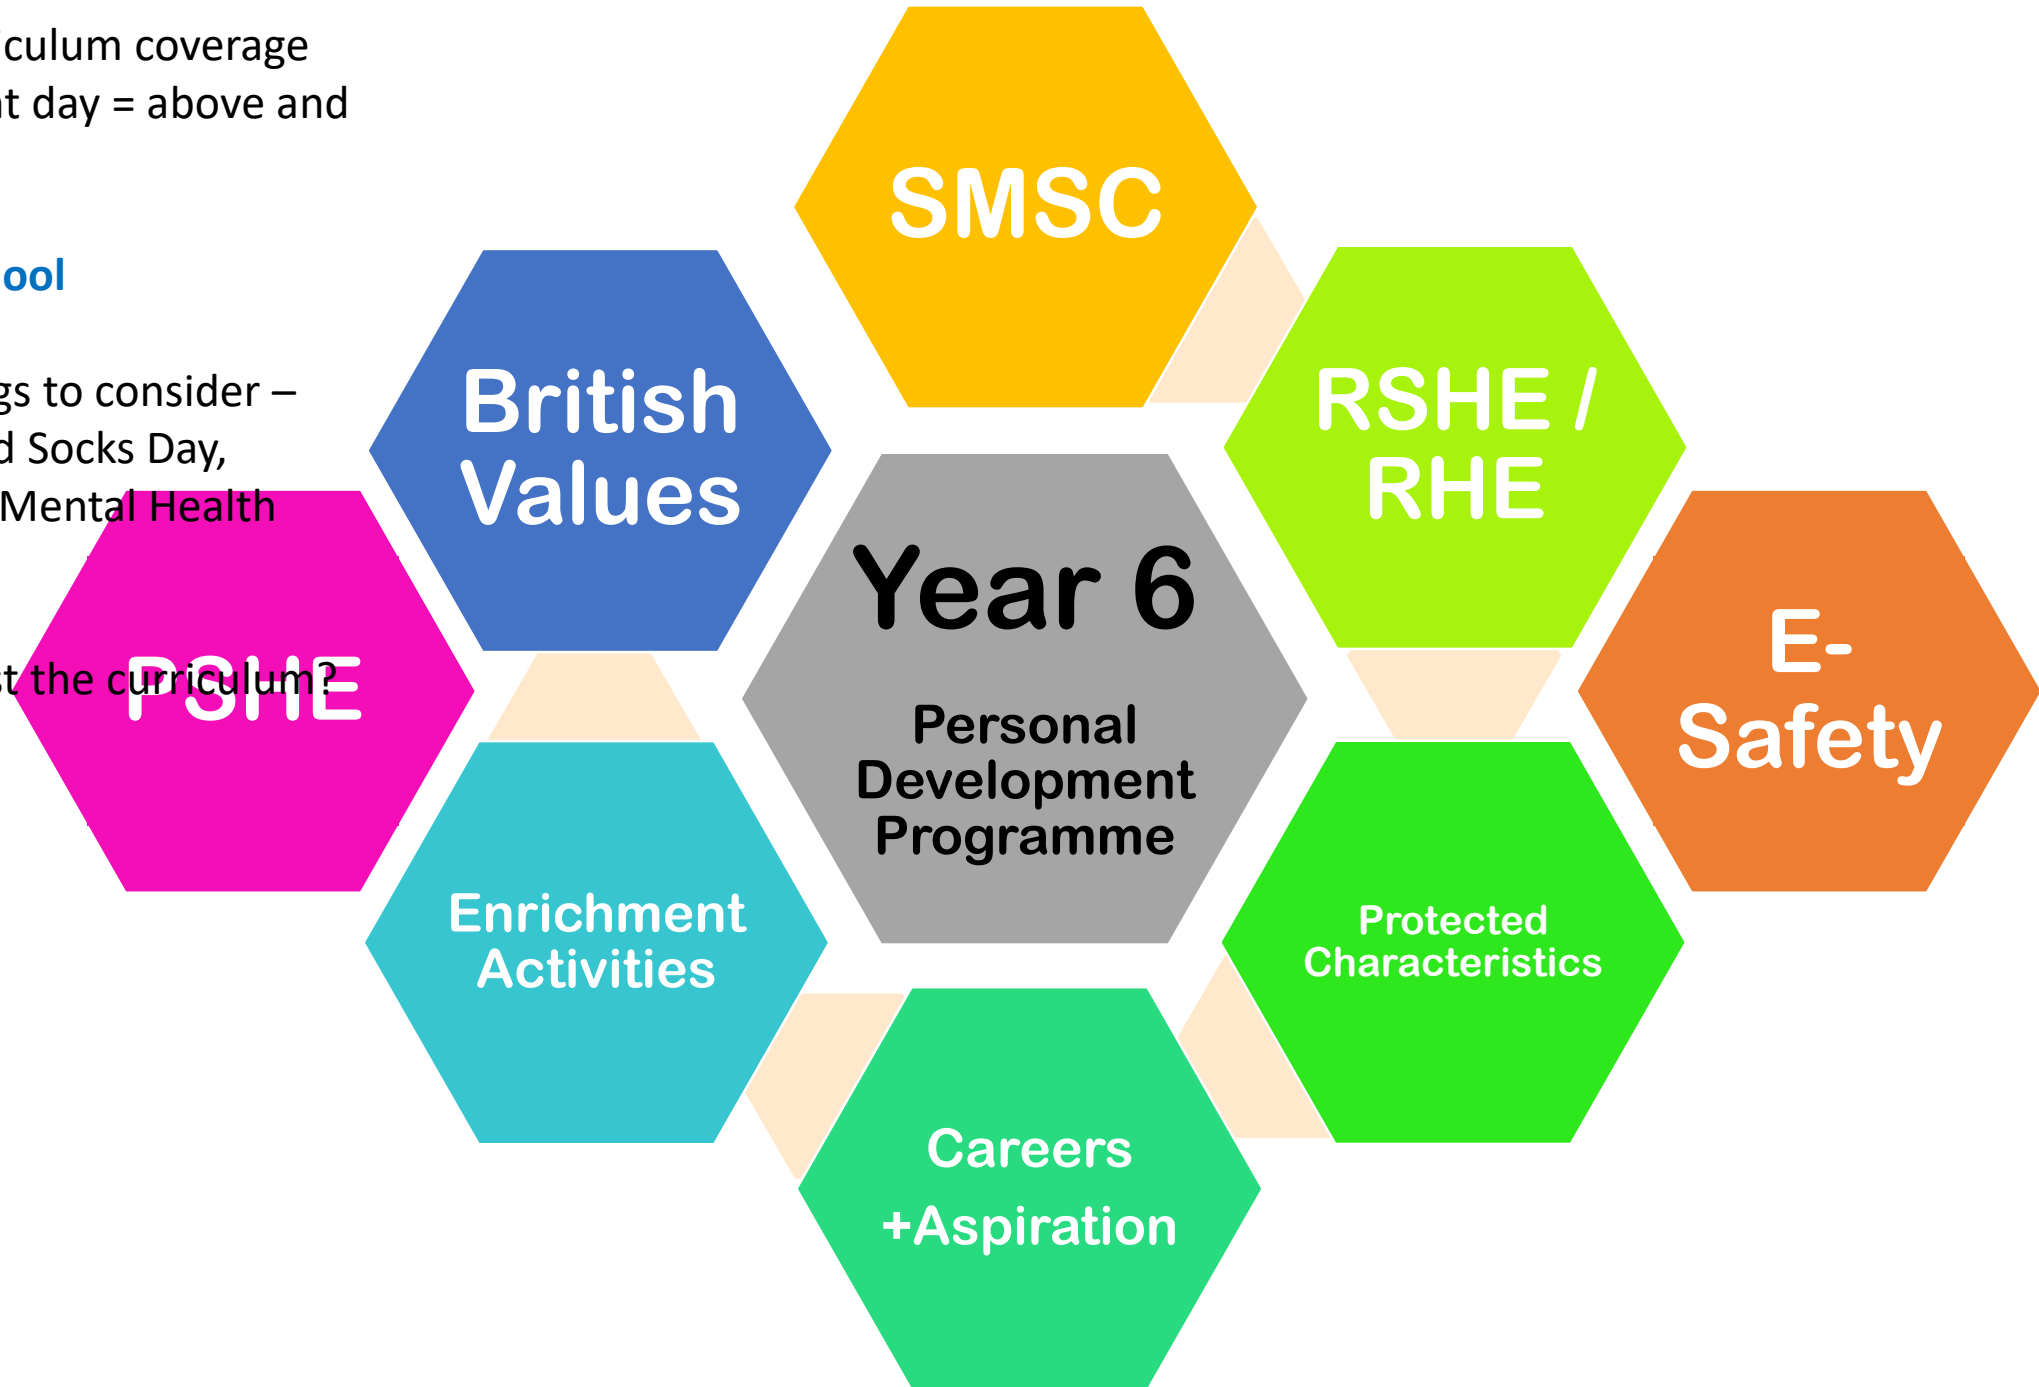 culum coverage
day = above and
ool
to consider –
Socks Day,
Mental Health
the curriculum?
SMSC
British
Values
RSHE /
RHE
PSHE
Year 6
Personal
Development
Programme
E-
Safety
Enrichment
Activities
Protected
Characteristics
Careers
+Aspiration